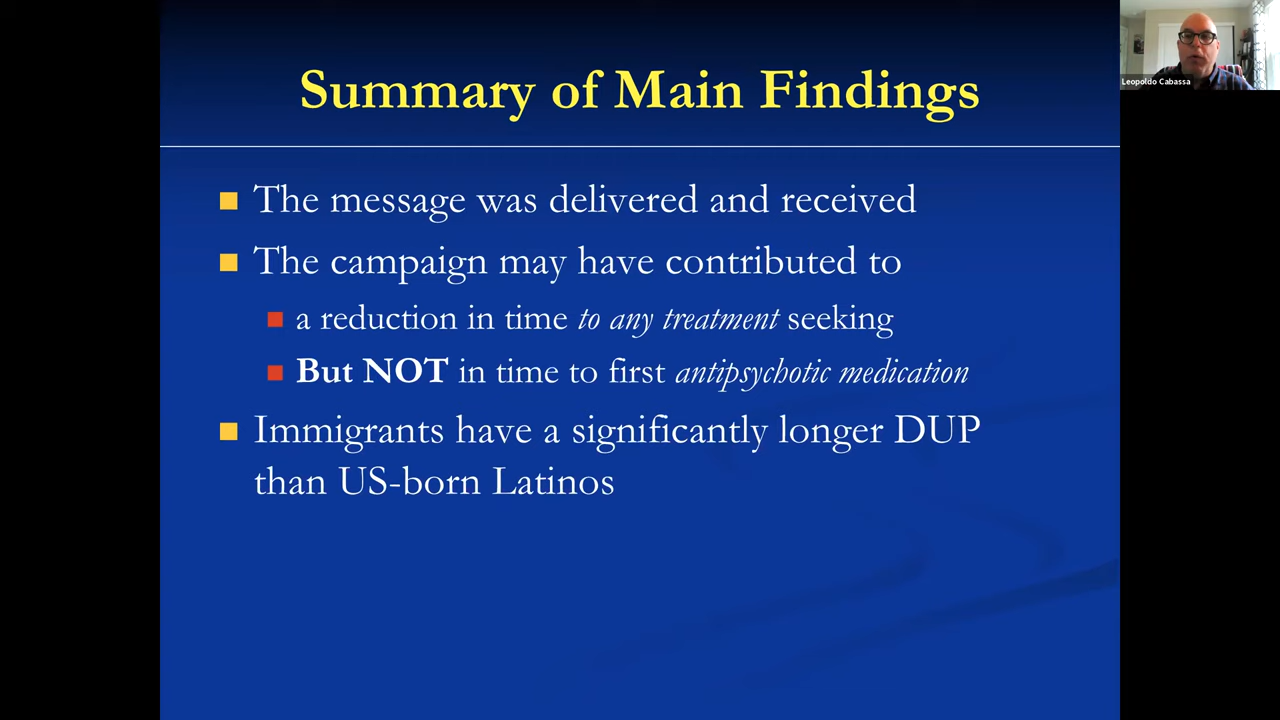 Summary of Main Findings
The message was delivered and received
The campaign may have contributed to
a reduction in time to any treatment seeking
But NOT in time to first antipsychotic medication
Immigrants have a significantly longer DUP
than US-born Latinos
Leopoldo Cabassa